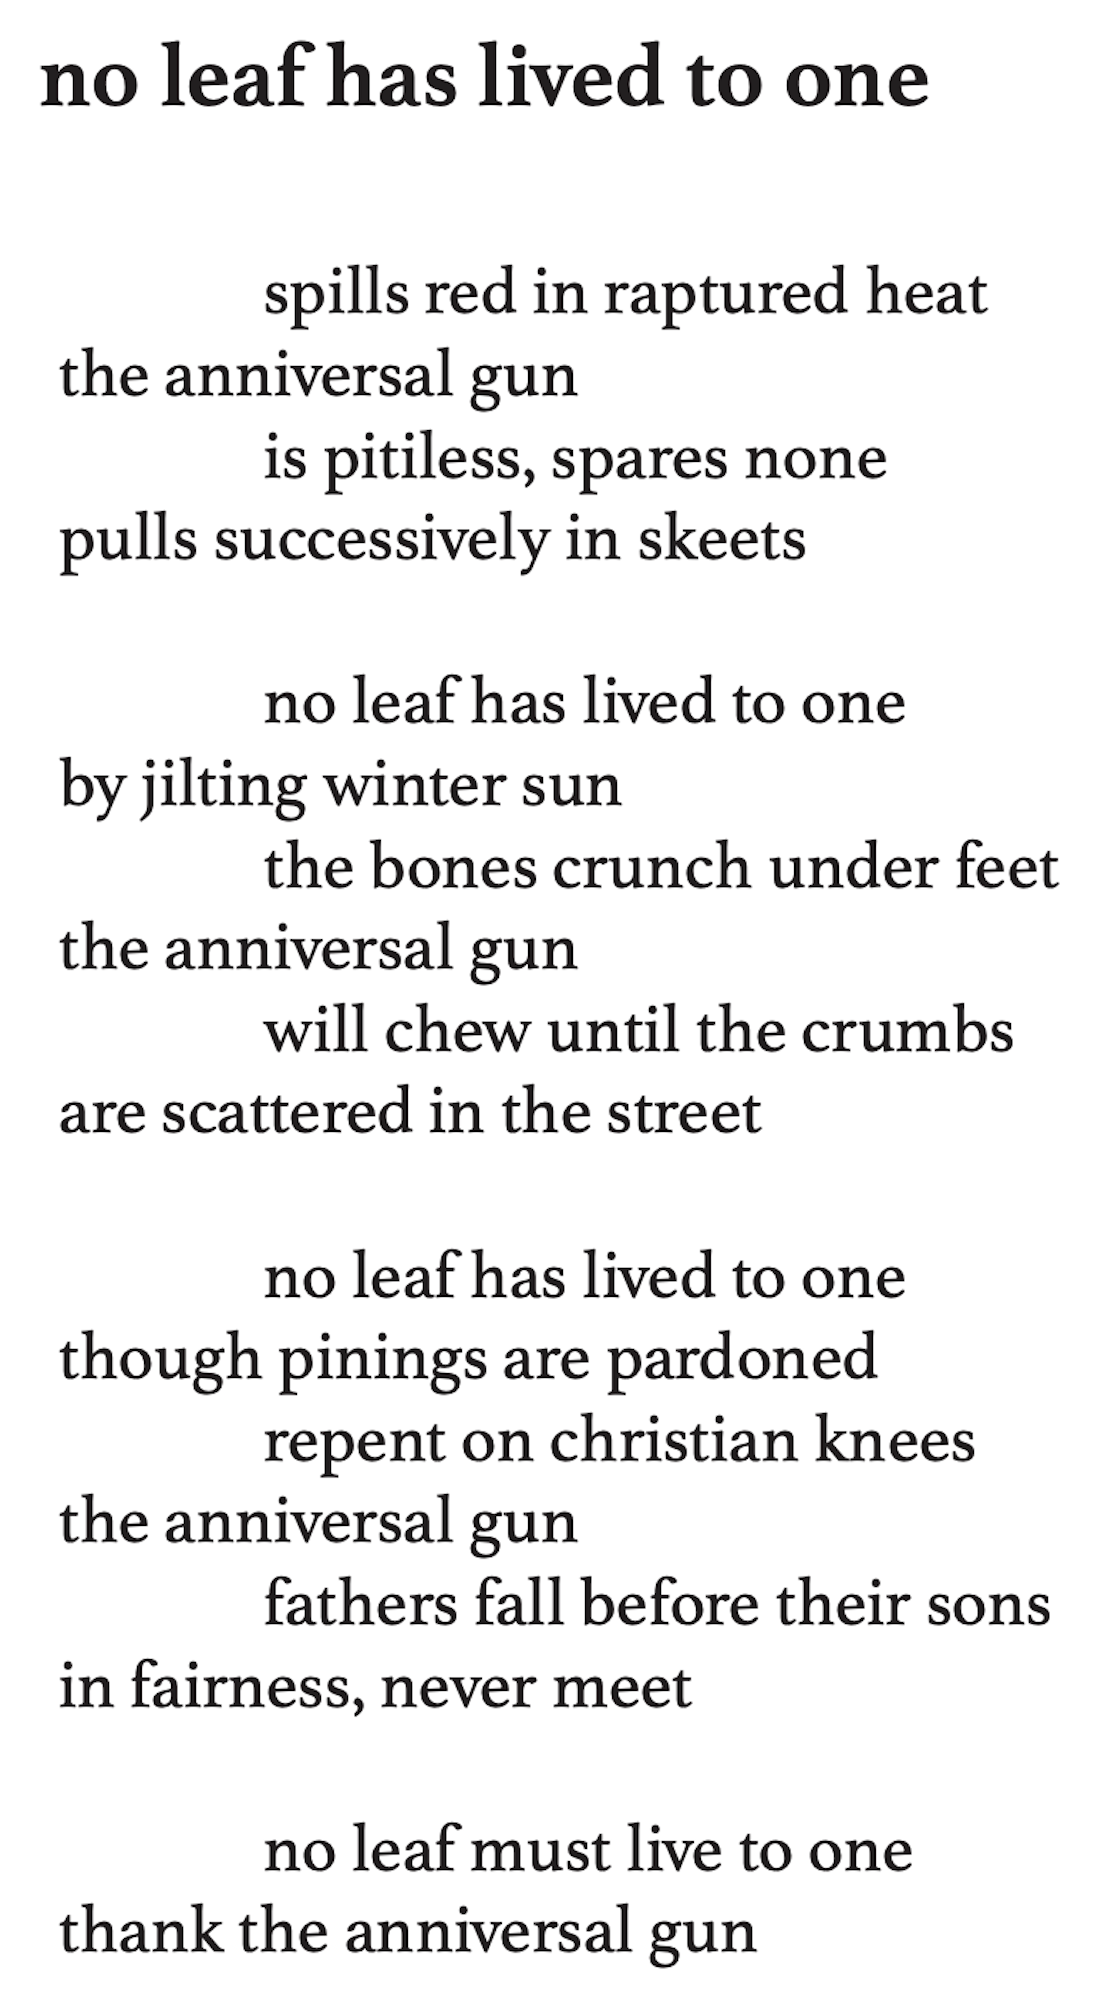 no leaf has lived to one
spills red in raptured heat
the anniversal gun
is pitiless, spares none
pulls successively in skeets
no leaf has lived to one
by jilting winter sun
the bones crunch under feet
the anniversal gun
will chew until the crumbs
are scattered in the street
no leaf has lived to one
though pinings are pardoned
repent on christian knees
the anniversal gun
fathers fall before their sons
in fairness, never meet
no leaf must live to one
thank the anniversal gun